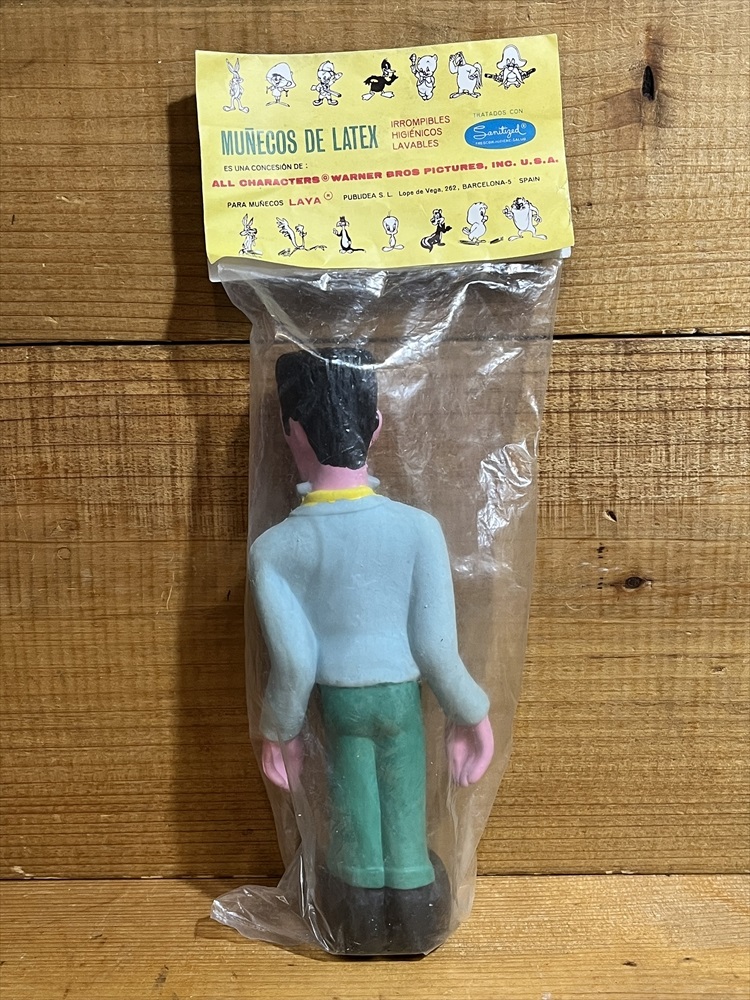 MUÑECOS DE LATEX
IRROMPIBLES
HIGIÉNICOS
LAVABLES
TRATADOS CON
Sanitized®
ES UNA CONCESIÓN DE :
ALL CHARACTERS © WARNER BROS PICTURES, INC. U.S.A.
PARA MUÑECOS LAYA ® PUBLIDEA S. L. Lope de Vega, 262, BARCELONA-5 SPAIN